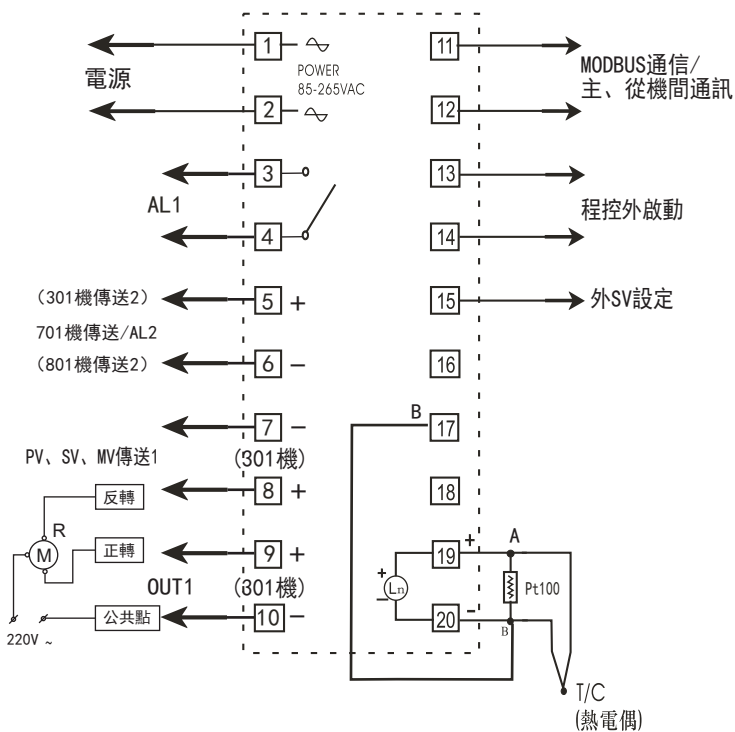 1
POWER
85-265VAC
電源
2
3
AL1
4
(301機傳送2)
5 +
701機傳送/AL2
(801機傳送2)
6 −
7 −
PV、SV、MV傳送1
(301機)
反轉
8 +
R
M
正轉
9 +
OUT1
(301機)
公共點
10 −
220V ~
11
MODBUS通信/
主、從機間通訊
12
13
程控外啟動
14
15
外SV設定
16
B
17
18
19 +
A
+
Ln
−
Pt100
20 -
B
T/C
(熱電偶)